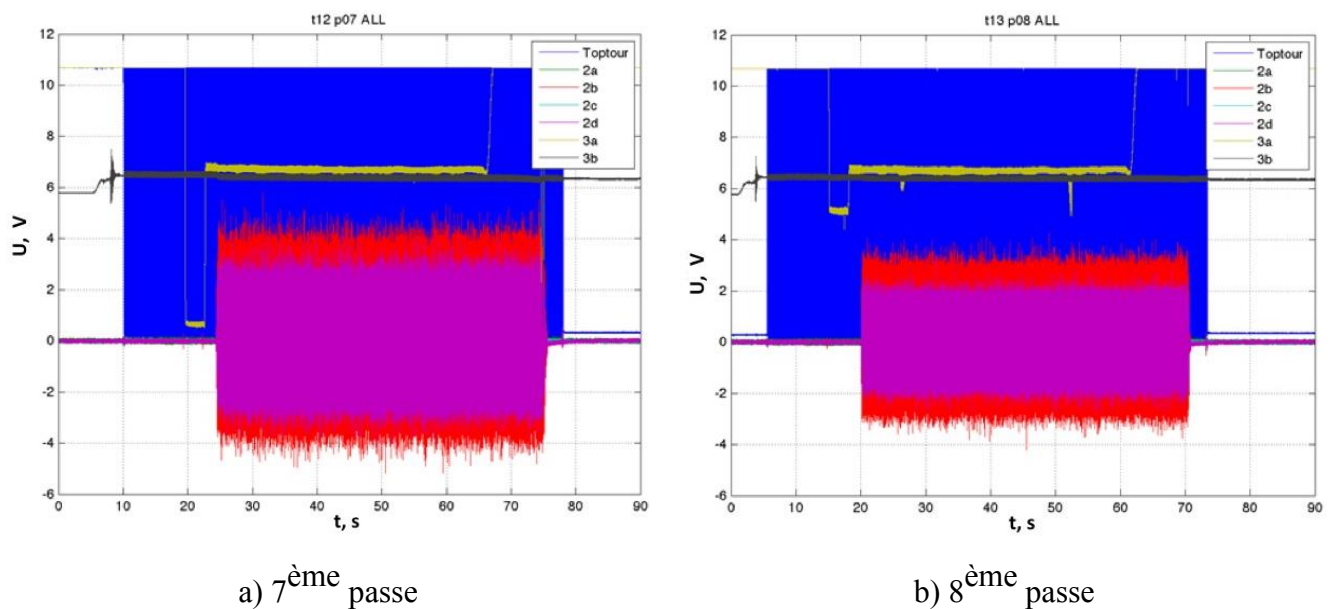 t12 p07 ALL
12
10
8
6
4
2
0
-2
-4
-6
U, V
0 10 20 30 40 50 60 70 80 90
t, s
Toptour
2a
2b
2c
2d
3a
3b
a) 7ème passe
t13 p08 ALL
12
10
8
6
4
2
0
-2
-4
-6
U, V
0 10 20 30 40 50 60 70 80 90
t, s
Toptour
2a
2b
2c
2d
3a
3b
b) 8ème passe